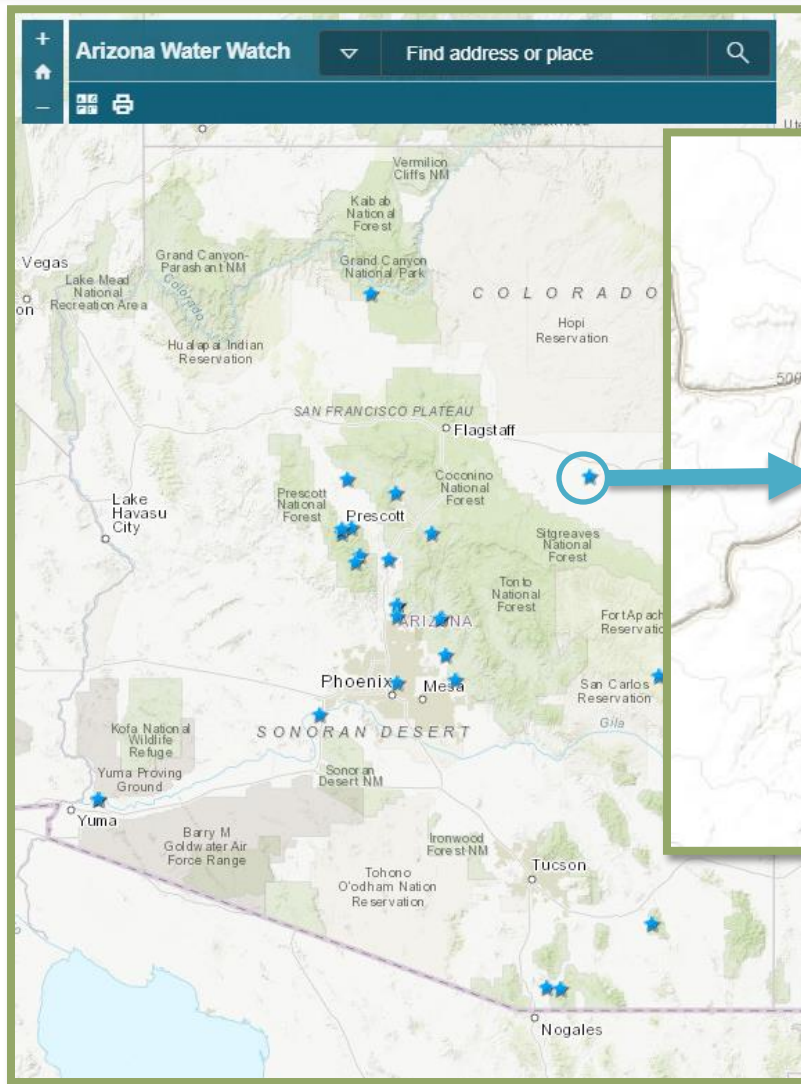 Arizona Water Watch
Find address or place
Vermilion
Cliffs NM
Kaibab
National
Forest
Vegas
Grand Canyon-
Parashant NM
Grand Canyon
National Park
Lake Mead
National
Recreation Area
on
Colorado
COLORADO
Hopi
Reservation
Hualapai Indian
Reservation
500
SAN FRANCISCO PLATEAU
Flagstaff
Coconino
National
Forest
Prescott
National
Forest
Prescott
Lake
Havasu
City
Sitgreaves
National
Forest
Tonto
National
Forest
Fort Apach
Reservatio
ARIZONA
Phoenix
Mesa
San Carlos
Reservation
Gila
Kofa National
Wildlife
Refuge
SONORAN DESERT
Yuma Proving
Ground
Sonoran
Desert NM
Yuma
Barry M
Goldwater Air
Force Range
Ironwood
Forest NM
Tucson
Tohono
O'odham Nation
Reservation
Nogales